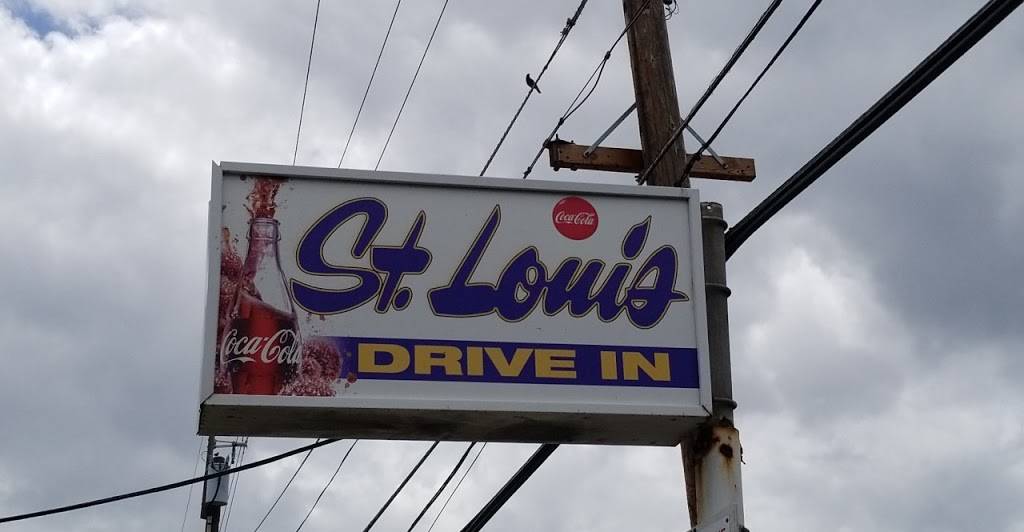 Coca-Cola
St. Louis
DRIVE IN
Coca-Cola